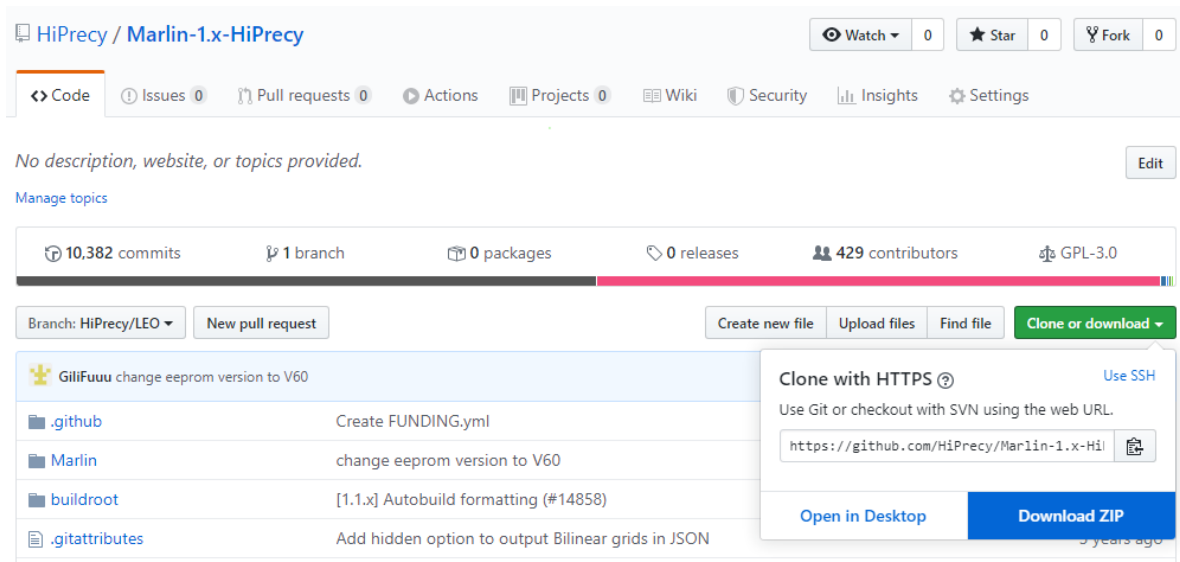 HiPrecy / Marlin-1.x-HiPrecy
Watch 0 Star 0 Fork 0
Code Issues 0 Pull requests 0 Actions Projects 0 Wiki Security Insights Settings
No description, website, or topics provided.
Edit
Manage topics
10,382 commits 1 branch 0 packages 0 releases 429 contributors GPL-3.0
Branch: HiPrecy/LEO New pull request Create new file Upload files Find file Clone or download
GiliFuuu change eeprom version to V60
Clone with HTTPS ? Use SSH
Use Git or checkout with SVN using the web URL.
https://github.com/HiPrecy/Marlin-1.x-Hi
Open in Desktop Download ZIP
.github Create FUNDING.yml
Marlin change eeprom version to V60
buildroot [1.1.x] Autobuild formatting (#14858)
.gitattributes Add hidden option to output Bilinear grids in JSON years ago